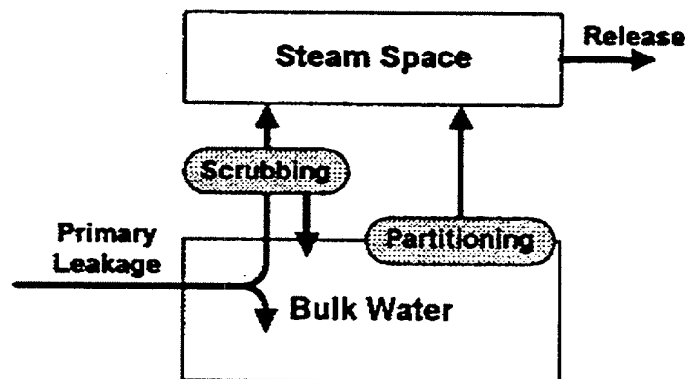 Steam Space
Release
Scrubbing
Primary
Leakage
Partitioning
Bulk Water